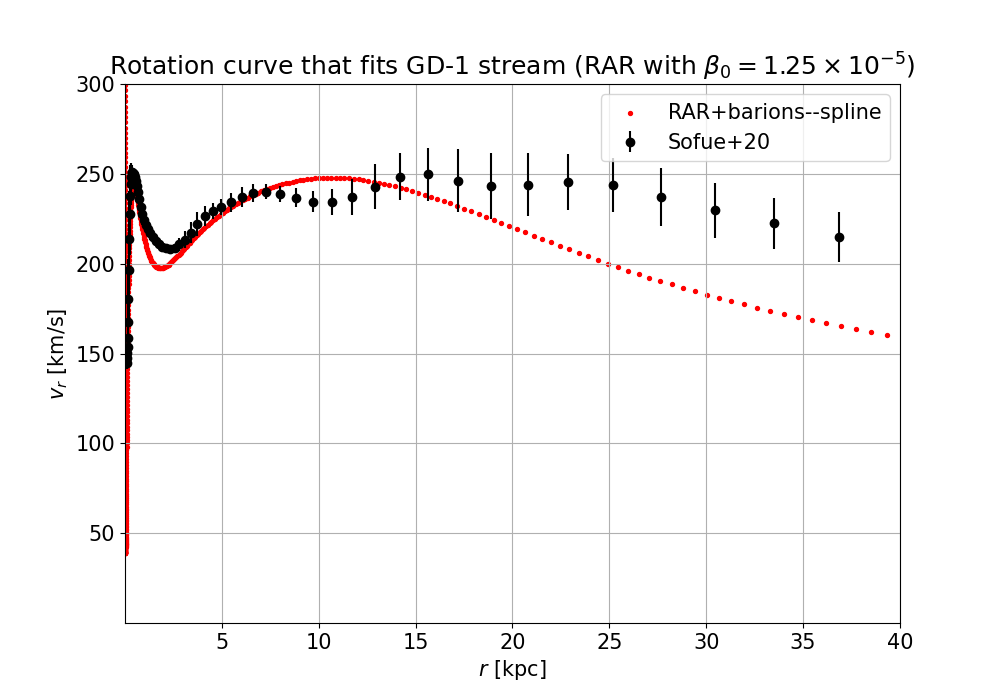 Rotation curve that fits GD-1 stream (RAR with β₀ = 1.25 × 10⁻⁵)
RAR+barions--spline
Sofue+20
300
250
200
150
100
50
v_r [km/s]
5 10 15 20 25 30 35 40
r [kpc]